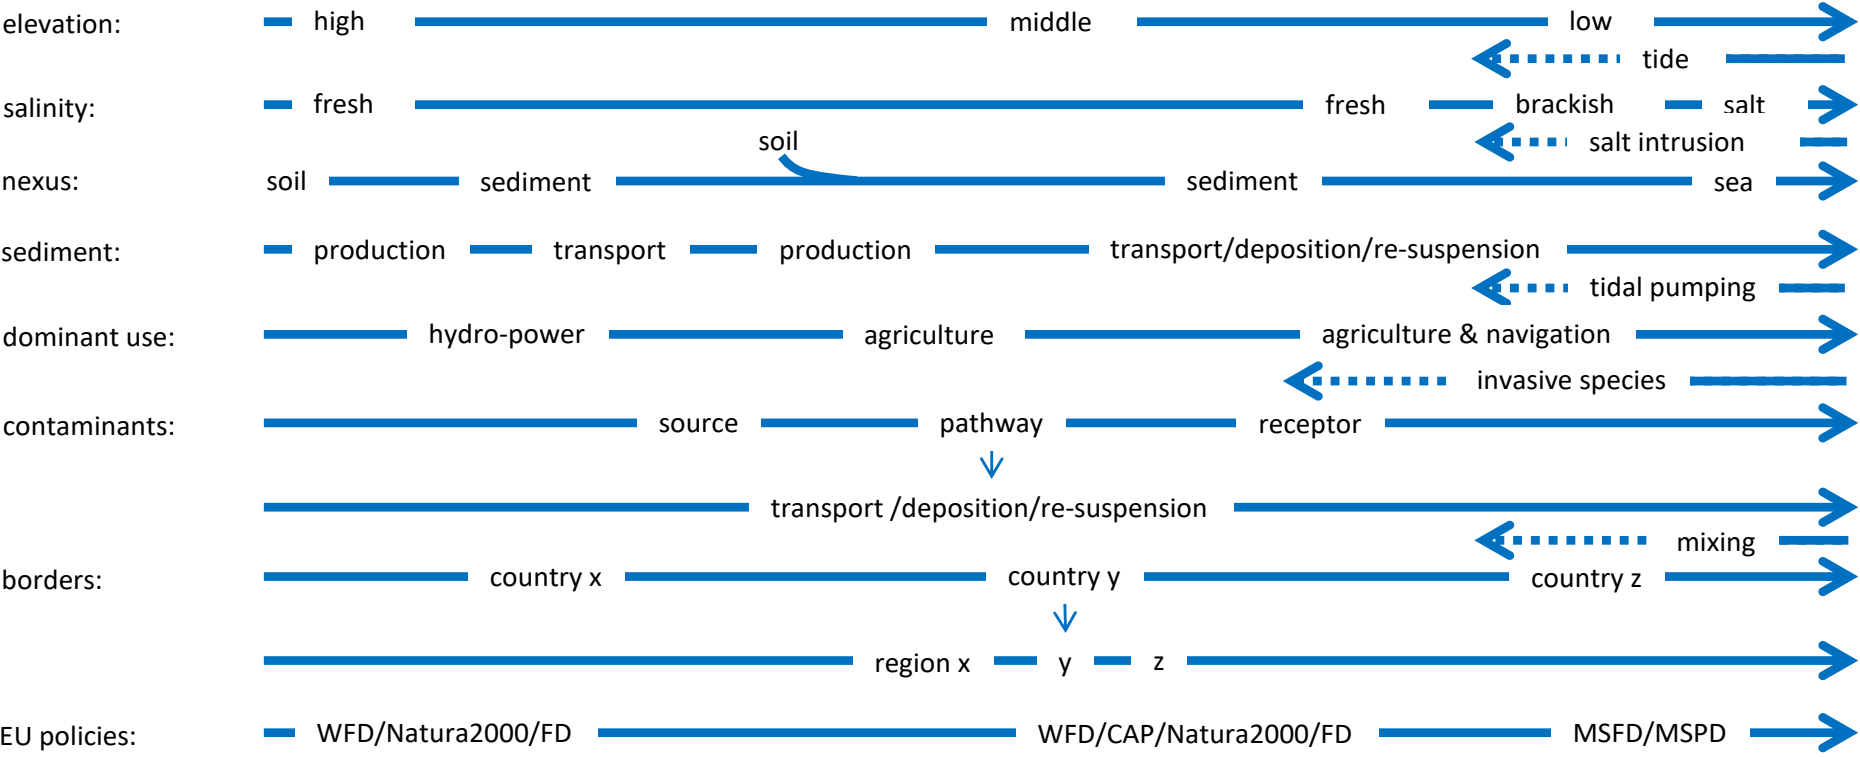 elevation: high middle low
tide
salinity: fresh fresh brackish salt
soil salt intrusion
nexus: soil sediment sediment sea
sediment: production transport production transport/deposition/re-suspension
tidal pumping
dominant use: hydro-power agriculture agriculture & navigation
invasive species
contaminants: source pathway receptor
transport /deposition/re-suspension
mixing
borders: country x country y country z
region x y z
EU policies: WFD/Natura2000/FD WFD/CAP/Natura2000/FD MSFD/MSPD